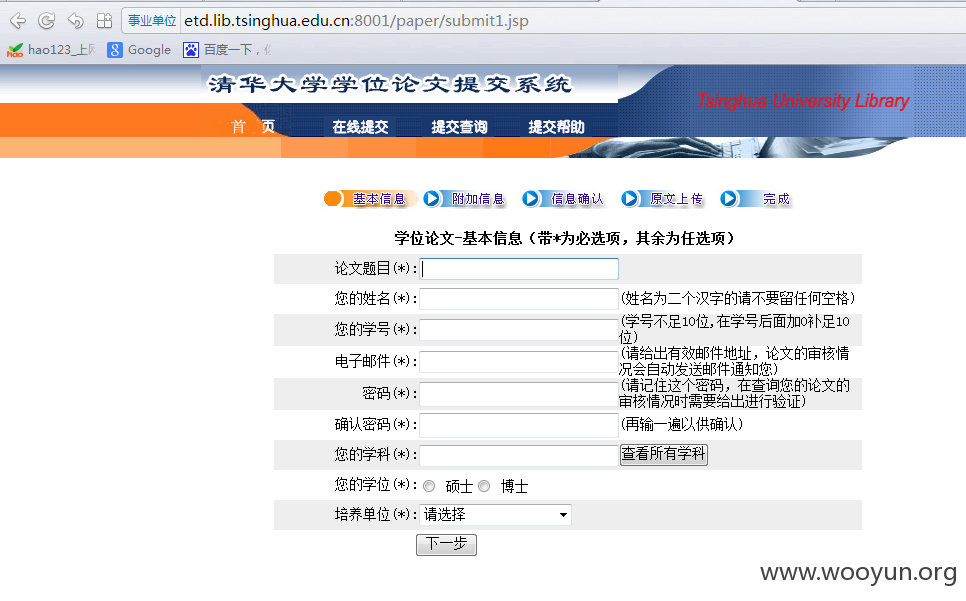 事业单位 etd.lib.tsinghua.edu.cn:8001/paper/submit1.jsp
hao123_上网 Google 百度一下，
清华大学学位论文提交系统
Tsinghua University Library
首 页 在线提交 提交查询 提交帮助
基本信息 附加信息 信息确认 原文上传 完成
学位论文-基本信息（带*为必选项，其余为任选项）
论文题目(*):
您的姓名(*): (姓名为二个汉字的请不要留任何空格)
您的学号(*): (学号不足10位,在学号后面加0补足10
位)
电子邮件(*): (请给出有效邮件地址，论文的审核情
况会自动发送邮件通知您)
密码(*): (请记住这个密码，在查询您的论文的
审核情况时需要给出进行验证)
确认密码(*): (再输一遍以供确认)
您的学科(*): 查看所有学科
您的学位(*): 硕士 博士
培养单位(*): 请选择
下一步
www.wooyun.org